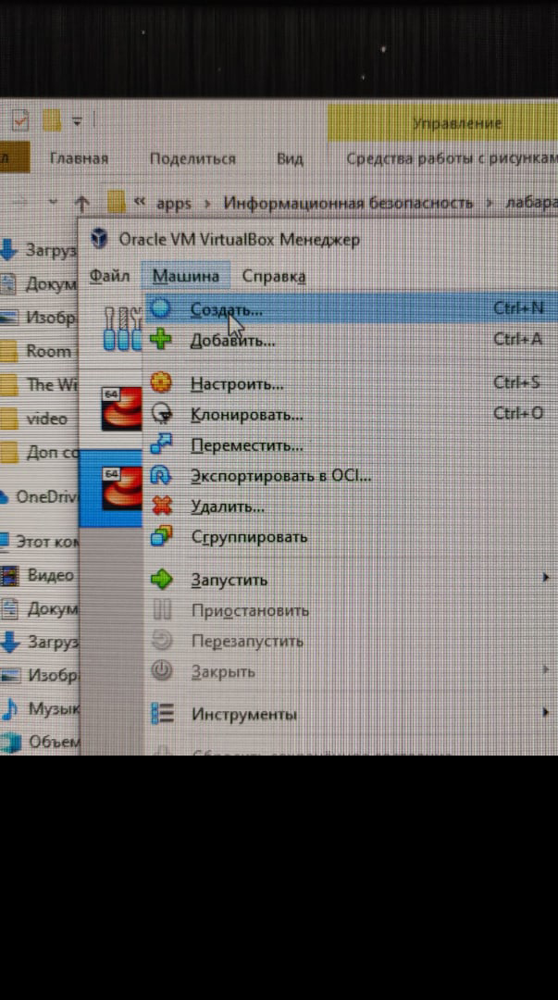 Управление
Главная Поделиться Вид Средства работы с рисункам
« apps › Информационная безопасность › лабара
Oracle VM VirtualBox Менеджер
Загруз
Файл Машина Справка
Докум
Создать... Ctrl+N
Изобр
Добавить... Ctrl+A
Room
Настроить... Ctrl+S
The Wi
64
Клонировать... Ctrl+O
video
Переместить...
Доп со
64
Экспортировать в OCI...
OneDriv
Удалить...
Сгруппировать
Этот ком
Видео
Запустить
Докум
Приостановить
Загруз
Перезапустить
Изобр
Закрыть
Музык
Инструменты
Объем